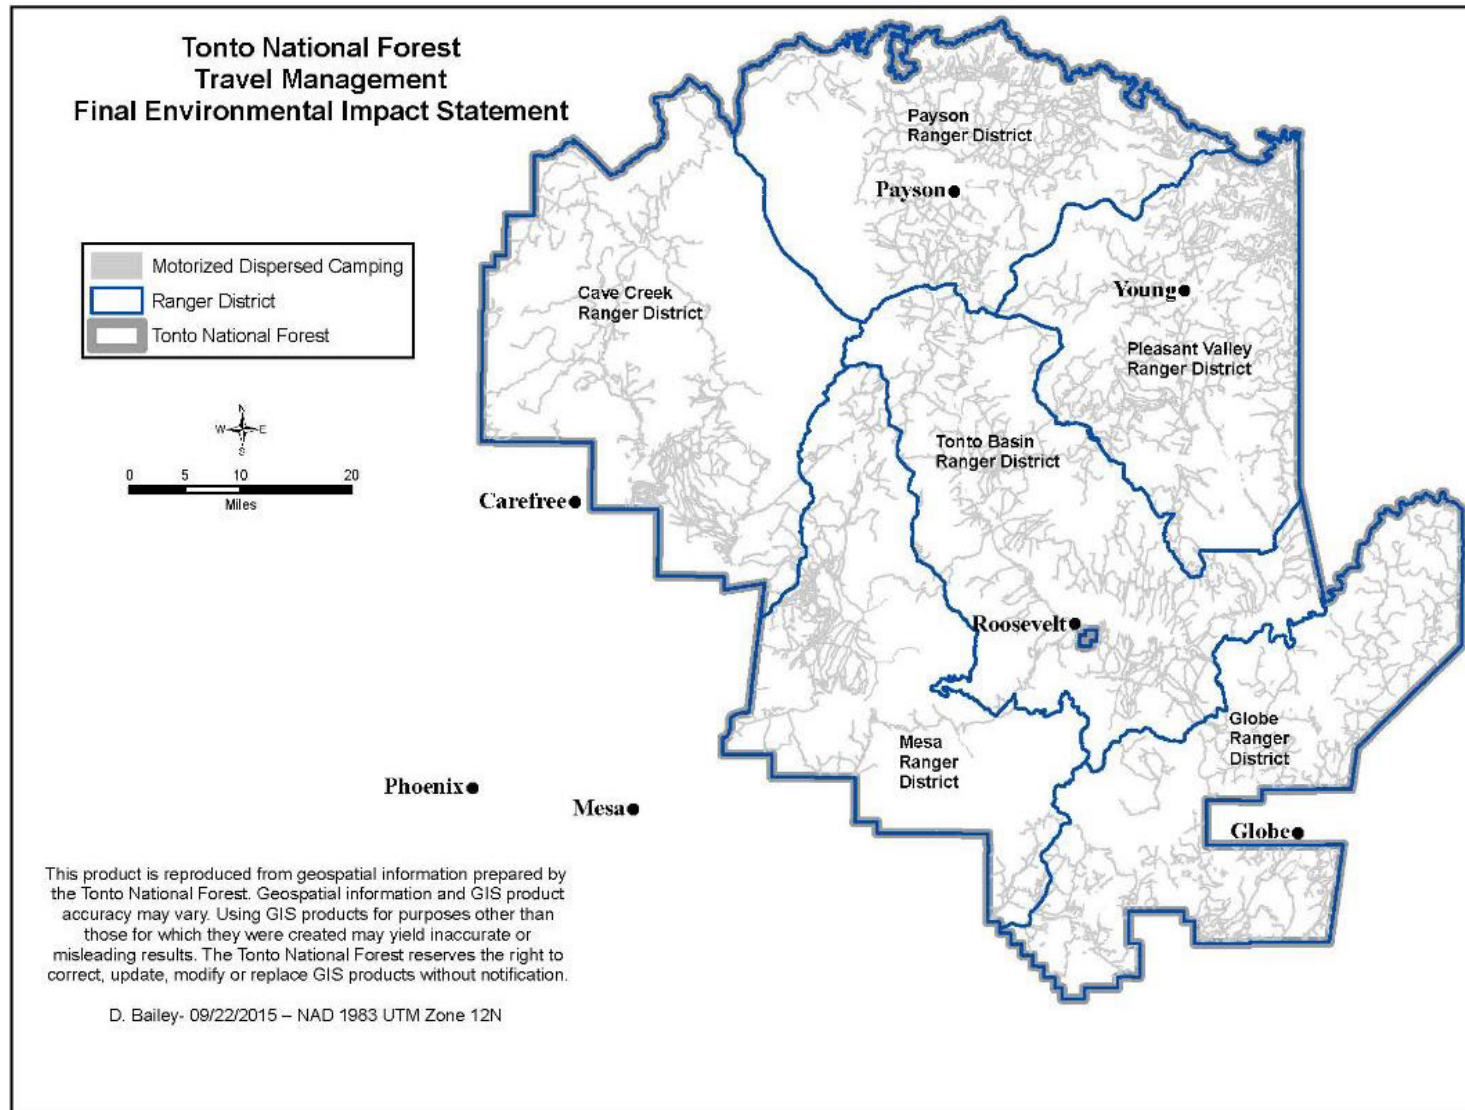 Tonto National Forest
Travel Management
Final Environmental Impact Statement
Motorized Dispersed Camping
Ranger District
Tonto National Forest
N
W
E
S
0
5
10
20
Miles
Payson
Ranger District
Payson
Cave Creek
Ranger District
Young
Pleasant Valley
Ranger District
Tonto Basin
Ranger District
Carefree
Roosevelt
Globe
Ranger
District
Mesa
Ranger
District
Phoenix
Mesa
Globe
This product is reproduced from geospatial information prepared by
the Tonto National Forest. Geospatial information and GIS product
accuracy may vary. Using GIS products for purposes other than
those for which they were created may yield inaccurate or
misleading results. The Tonto National Forest reserves the right to
correct, update, modify or replace GIS products without notification.
D. Bailey- 09/22/2015 – NAD 1983 UTM Zone 12N